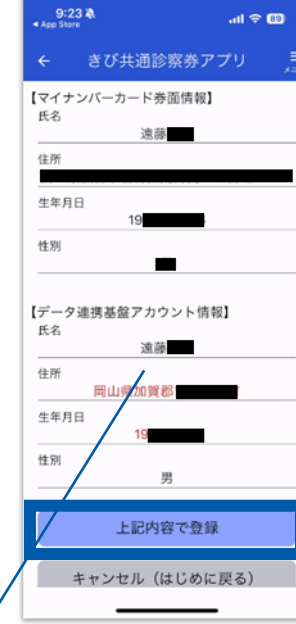 9:23
89
◀ App Store
← きび共通診察券アプリ
【マイナンバーカード券面情報】
氏名
遠藤
住所
生年月日
19
性別
【データ連携基盤アカウント情報】
氏名
遠藤
住所
岡山県加賀郡
生年月日
19
性別
男
上記内容で登録
キャンセル（はじめに戻る）